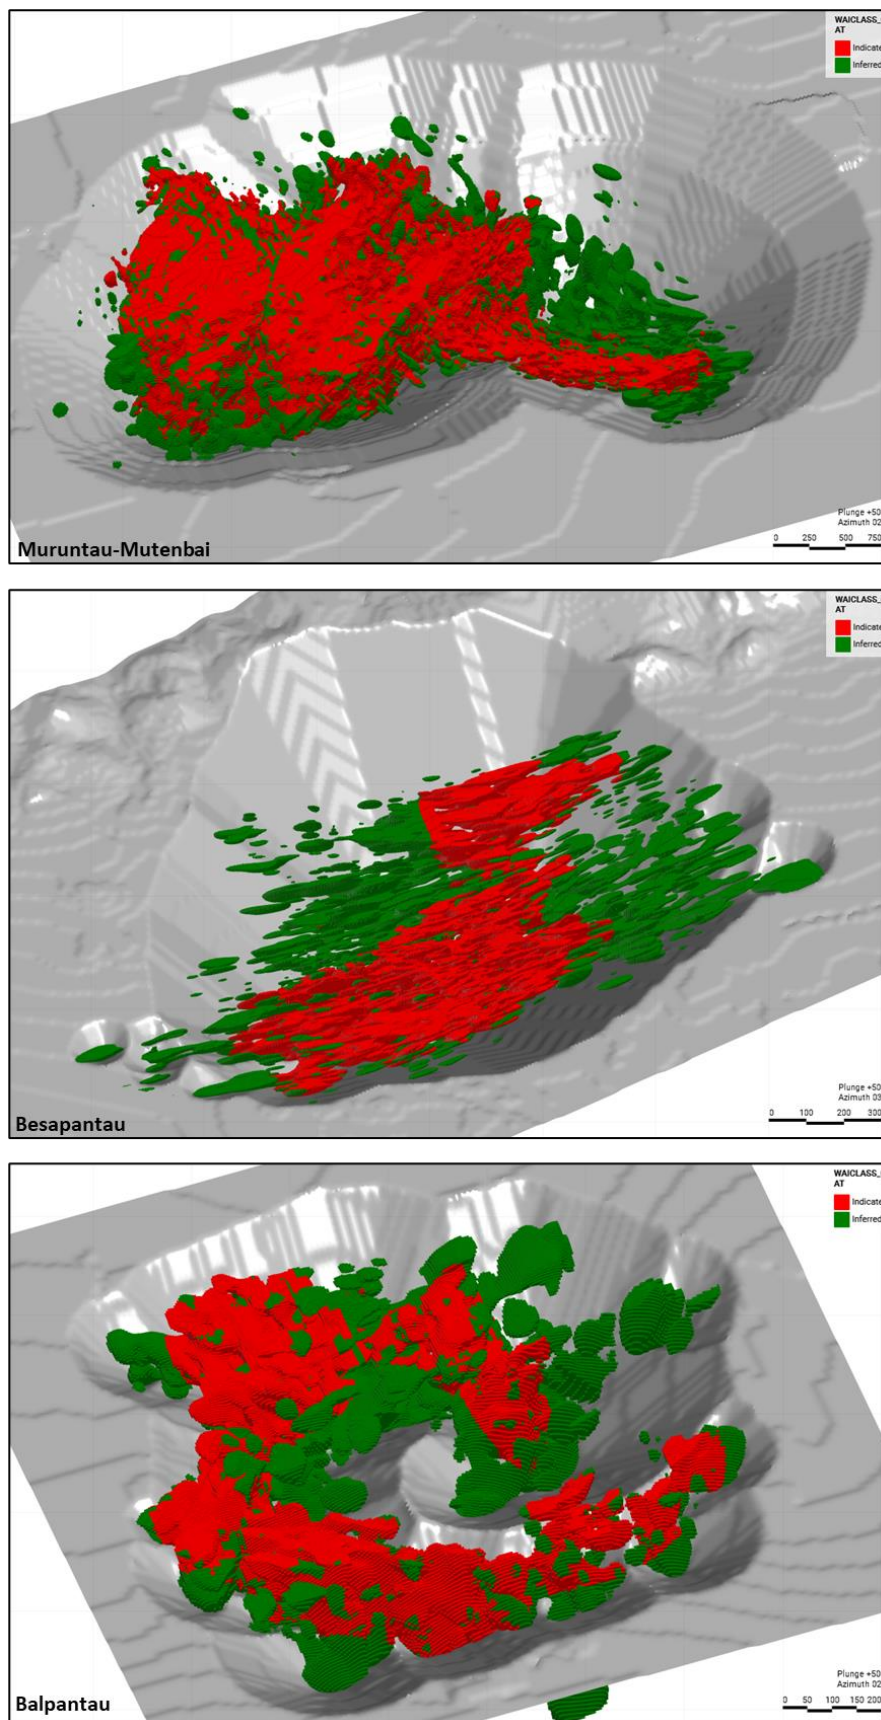 WAICLASS_
AT
Indicate
Inferred
Plunge +50
Azimuth 02
0 250 500 750
Muruntau-Mutenbai
WAICLASS_
AT
Indicate
Inferred
Plunge +50
Azimuth 03
0 100 200 300
Besapantau
WAICLASS_
AT
Indicate
Inferred
Plunge +50
Azimuth 02
0 50 100 150 200
Balpantau